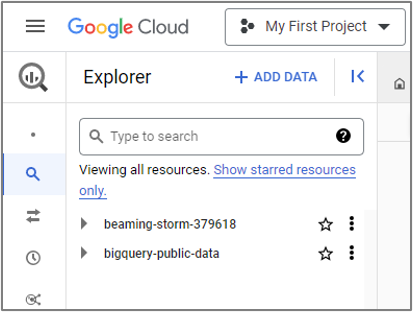 Google Cloud
My First Project
Explorer
+ ADD DATA
Type to search
Viewing all resources. Show starred resources
only.
beaming-storm-379618
bigquery-public-data